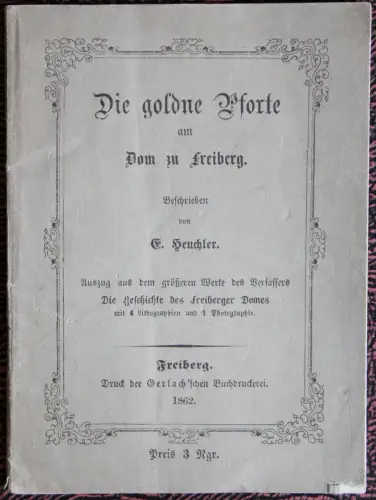 Die goldne Pforte
am
Dom zu Freiberg.
Beschrieben
von
E. Heuchler.
Auszug aus dem größeren Werke des Verfassers
Die Geschichte des Freiberger Domes
mit 4 Lithographien und 1 Photographie.
Freiberg.
Druck der Gerlach'schen Buchdruckerei.
1862.
Preis 3 Ngr.